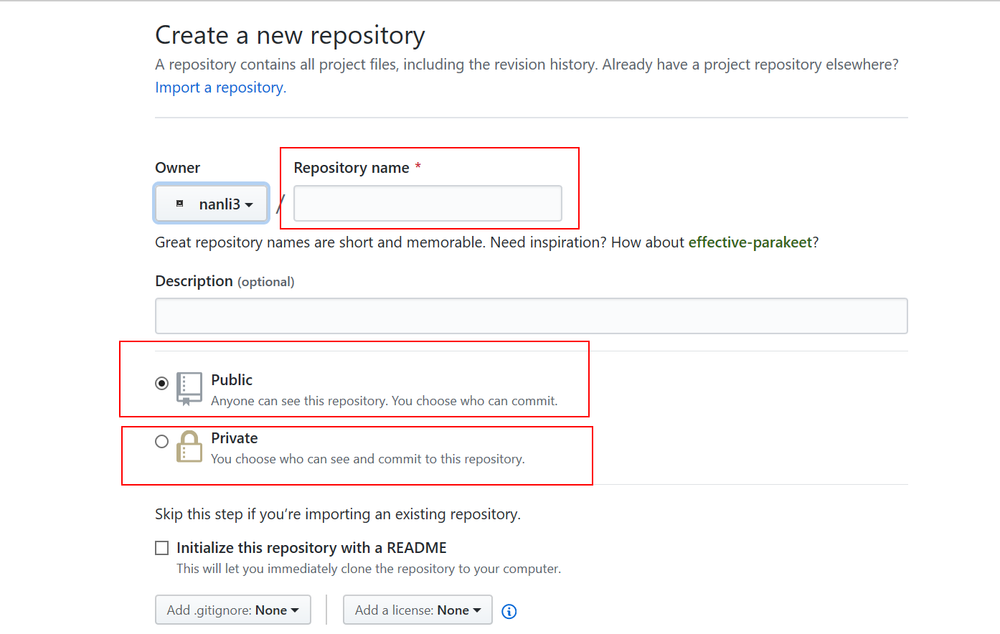 Create a new repository
A repository contains all project files, including the revision history. Already have a project repository elsewhere?
Import a repository.
Owner
Repository name *
nanli3
/
Great repository names are short and memorable. Need inspiration? How about effective-parakeet?
Description (optional)
Public
Anyone can see this repository. You choose who can commit.
Private
You choose who can see and commit to this repository.
Skip this step if you’re importing an existing repository.
Initialize this repository with a README
This will let you immediately clone the repository to your computer.
Add .gitignore: None
Add a license: None